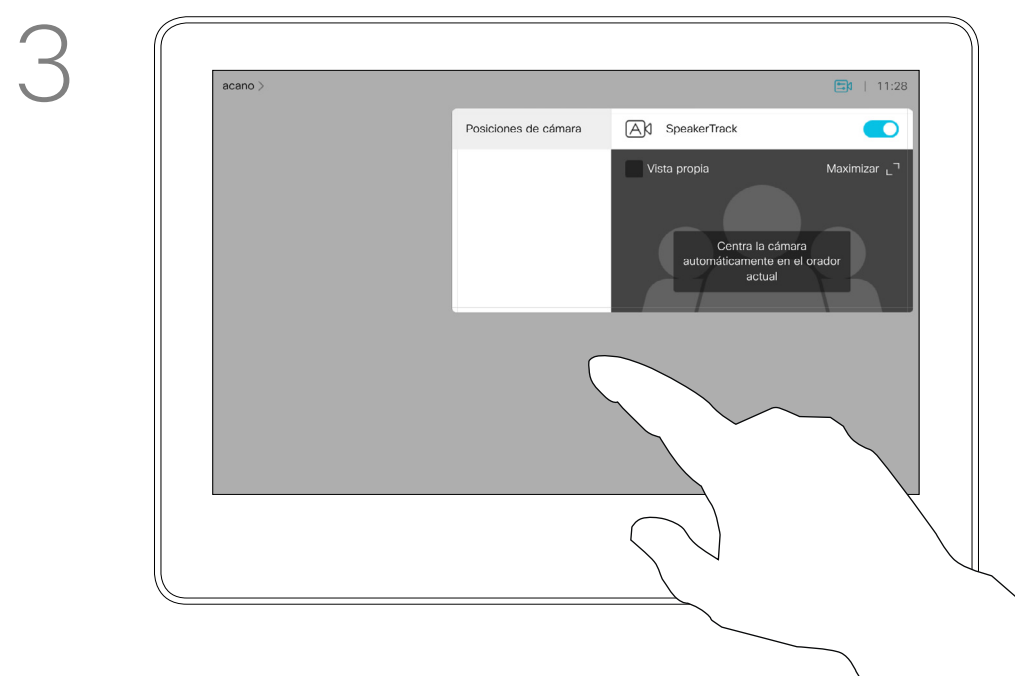 3
acano >
| 11:28
Posiciones de cámara
SpeakerTrack
Vista propia
Maximizar
Centra la cámara
automáticamente en el orador
actual